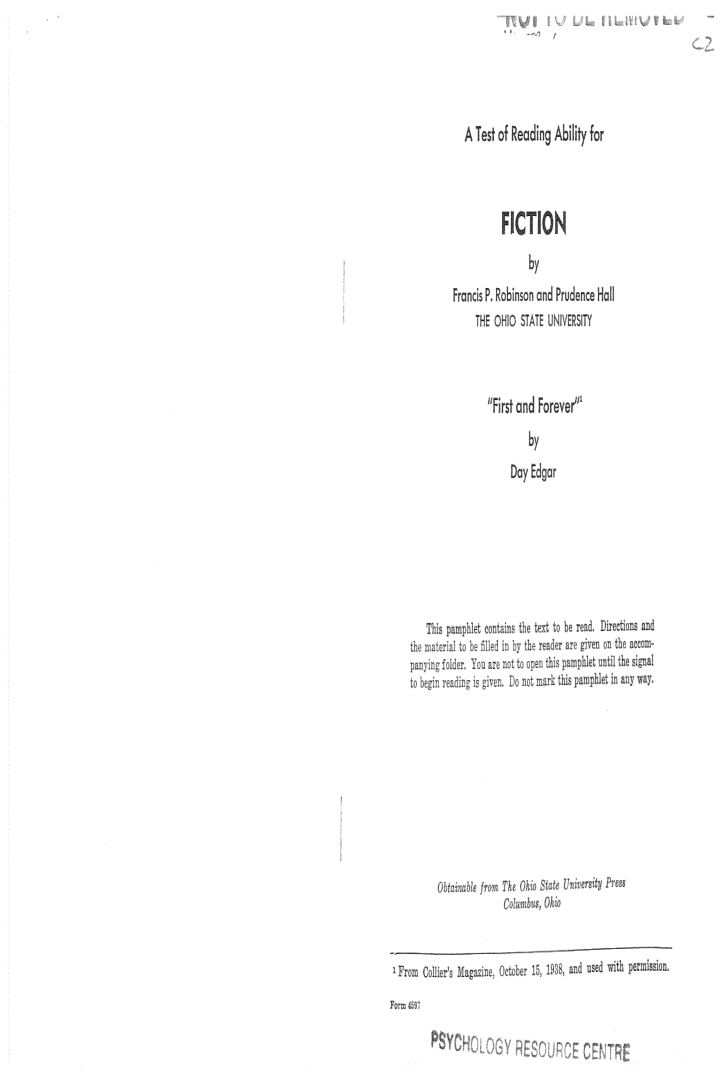 NOT TO BE REMOVED
C2
A Test of Reading Ability for
FICTION
by
Francis P. Robinson and Prudence Hall
THE OHIO STATE UNIVERSITY
"First and Forever"¹
by
Day Edgar
This pamphlet contains the text to be read. Directions and
the material to be filled in by the reader are given on the accom-
panying folder. You are not to open this pamphlet until the signal
to begin reading is given. Do not mark this pamphlet in any way.
Obtainable from The Ohio State University Press
Columbus, Ohio
¹ From Collier's Magazine, October 15, 1938, and used with permission.
Form 4597
PSYCHOLOGY RESOURCE CENTRE